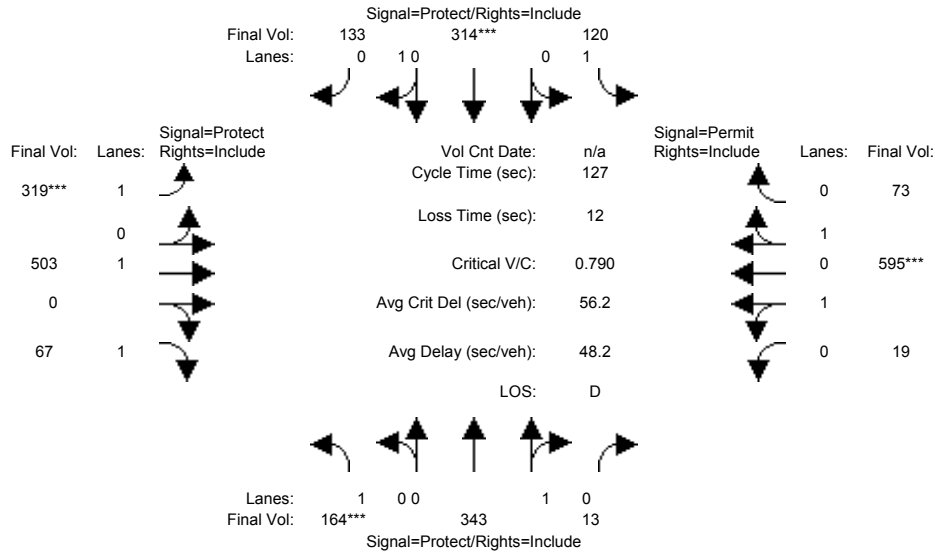 Signal=Protect/Rights=Include
Final Vol: 133 314*** 120
Lanes: 0 1 0 0 1
Signal=Protect Signal=Permit
Final Vol: Lanes: Rights=Include Vol Cnt Date: n/a Rights=Include Lanes: Final Vol:
Cycle Time (sec): 127
319*** 1 0 73
Loss Time (sec): 12
0 1
503 1 Critical V/C: 0.790 0 595***
0 0 Avg Crit Del (sec/veh): 56.2 1
67 1 Avg Delay (sec/veh): 48.2 0 19
LOS: D
Lanes: 1 0 0 1 0
Final Vol: 164*** 343 13
Signal=Protect/Rights=Include